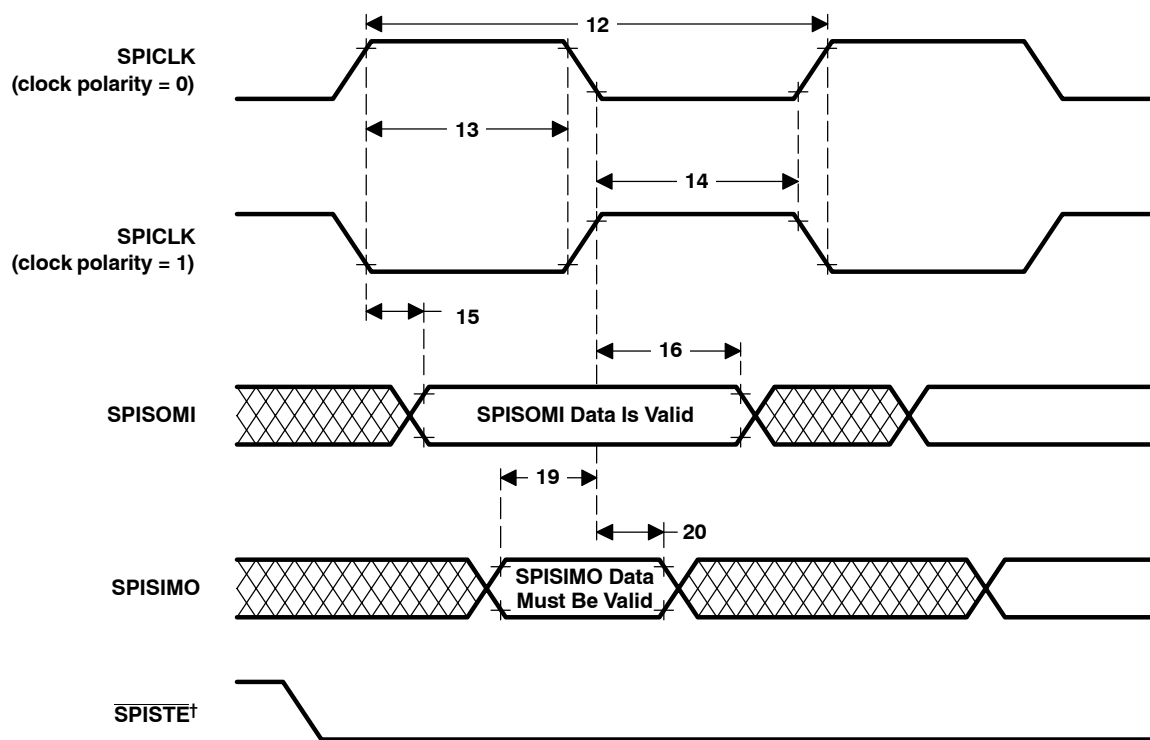 12
SPICLK
(clock polarity = 0)
13
14
SPICLK
(clock polarity = 1)
15
16
SPISOMI
SPISOMI Data Is Valid
19
20
SPISIMO
SPISIMO Data
Must Be Valid
SPISTE†